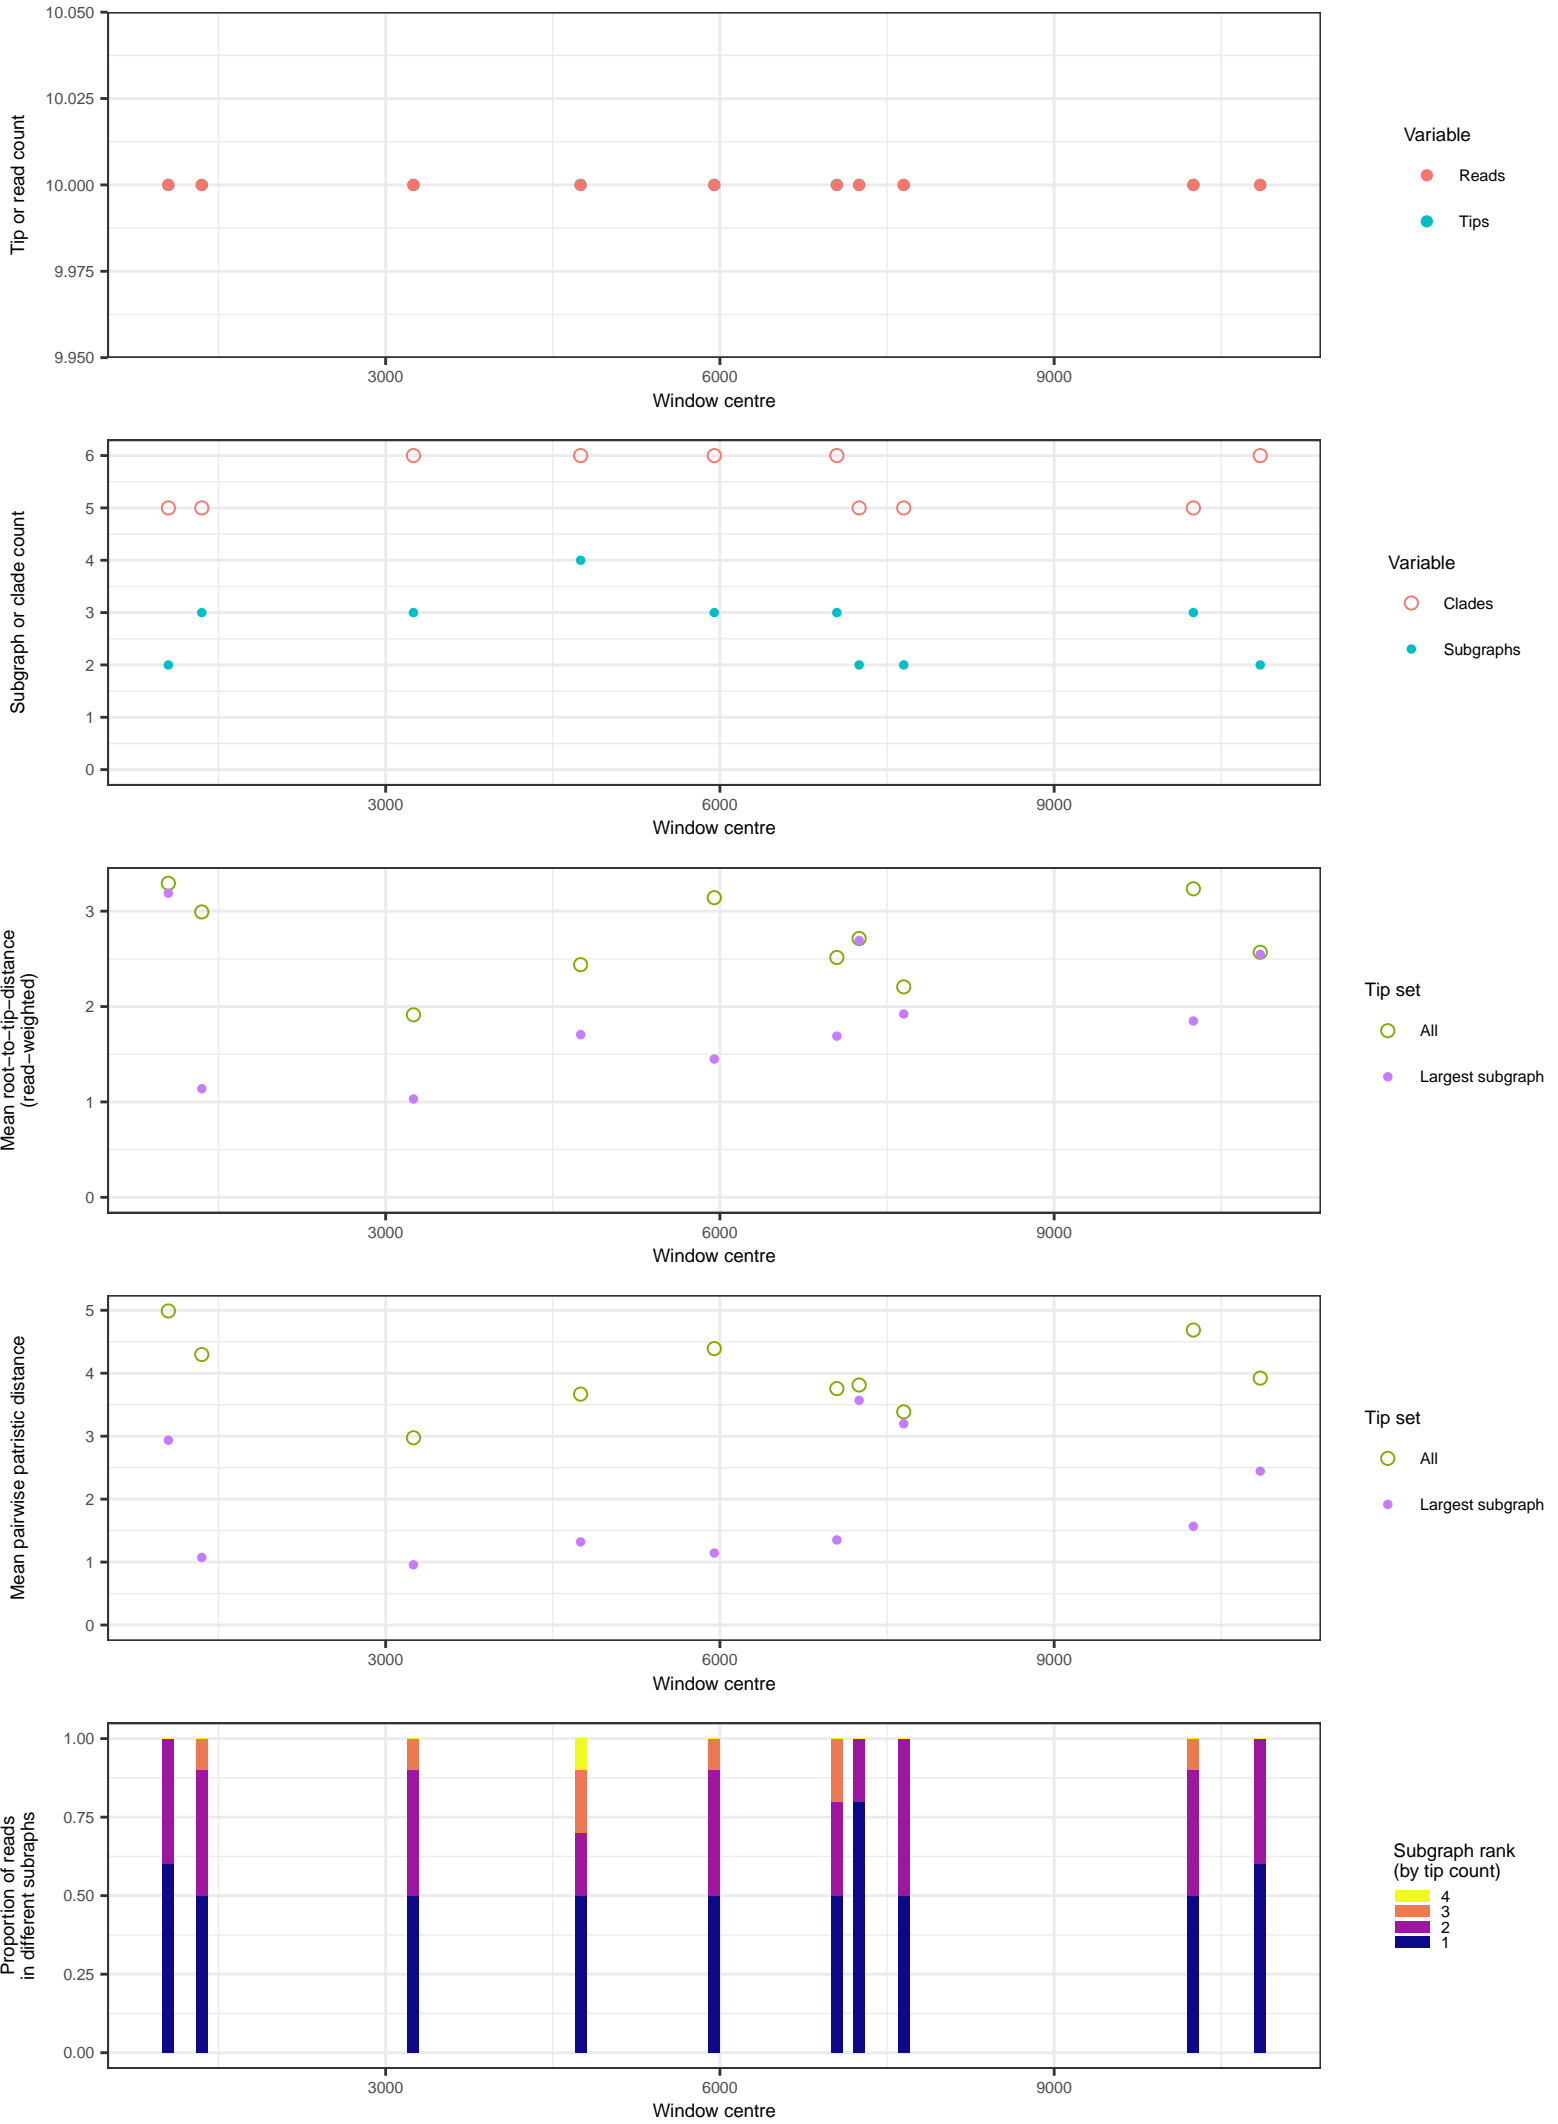 10.050
10.025
10.000
9.975
9.950
Tip or read count
3000
6000
9000
Window centre
Variable
Reads
Tips
6
5
4
3
2
1
0
Subgraph or clade count
3000
6000
9000
Window centre
Variable
Clades
Subgraphs
3
2
1
0
Mean root−to−tip−distance
(read−weighted)
3000
6000
9000
Window centre
Tip set
All
Largest subgraph
5
4
3
2
1
0
Mean pairwise patristic distance
3000
6000
9000
Window centre
Tip set
All
Largest subgraph
1.00
0.75
0.50
0.25
0.00
Proportion of reads
in different subraphs
3000
6000
9000
Window centre
Subgraph rank
(by tip count)
4
3
2
1